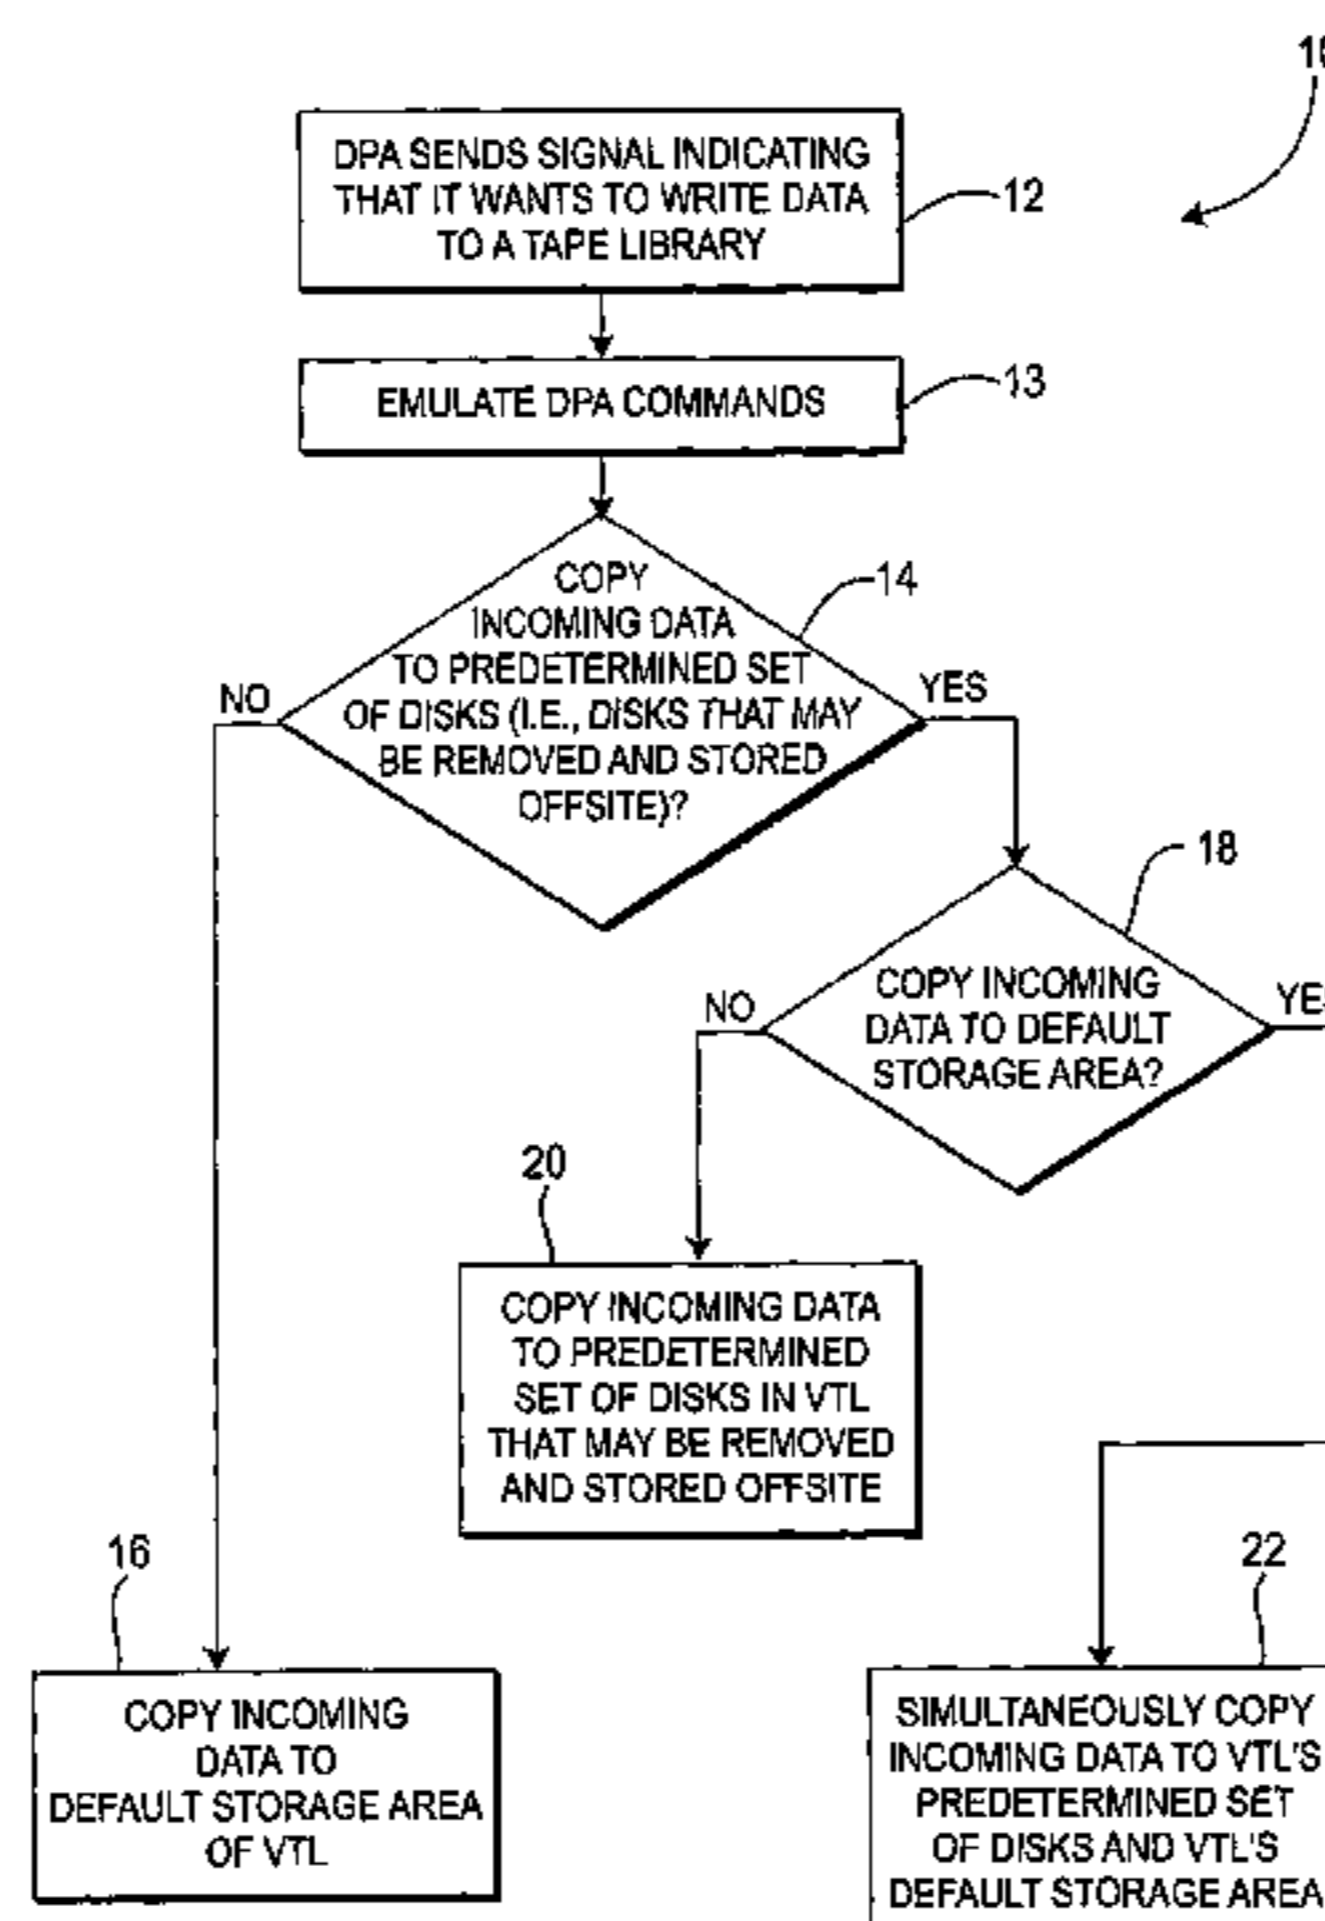 DPA SENDS SIGNAL INDICATING
THAT IT WANTS TO WRITE DATA
TO A TAPE LIBRARY
12
EMULATE DPA COMMANDS
13
COPY
INCOMING DATA
TO PREDETERMINED SET
OF DISKS (I.E., DISKS THAT MAY
BE REMOVED AND STORED
OFFSITE)?
14
NO
YES
18
COPY INCOMING
DATA TO DEFAULT
STORAGE AREA?
NO
20
COPY INCOMING DATA
TO PREDETERMINED
SET OF DISKS IN VTL
THAT MAY BE REMOVED
AND STORED OFFSITE
16
COPY INCOMING
DATA TO
DEFAULT STORAGE AREA
OF VTL
22
SIMULTANEOUSLY COPY
INCOMING DATA TO VTL'S
PREDETERMINED SET
OF DISKS AND VTL'S
DEFAULT STORAGE AREA